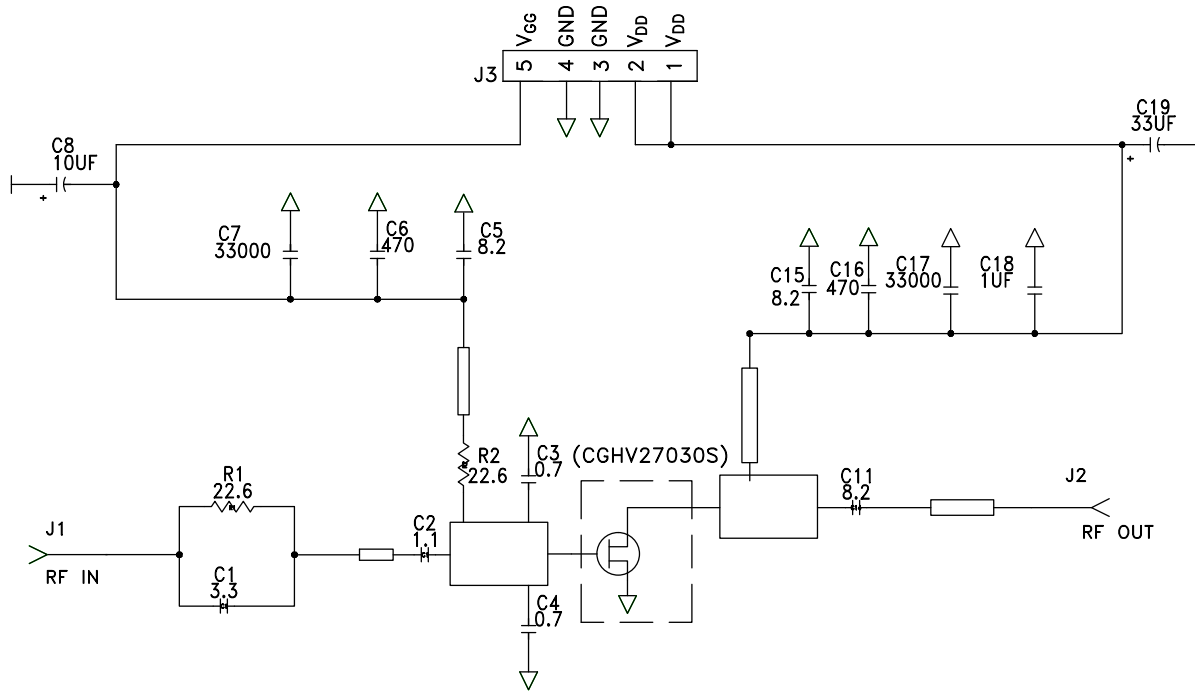 VGG
GND
GND
VDD
VDD
J3
5
4
3
2
1
C8
10UF
+
C19
33UF
+
C7
33000
C6
470
C5
8.2
C15
8.2
C16
470
C17
33000
C18
1UF
R2
22.6
C3
0.7
(CGHV27030S)
R1
22.6
C11
8.2
J2
RF OUT
J1
RF IN
C2
1.1
C1
3.3
C4
0.7